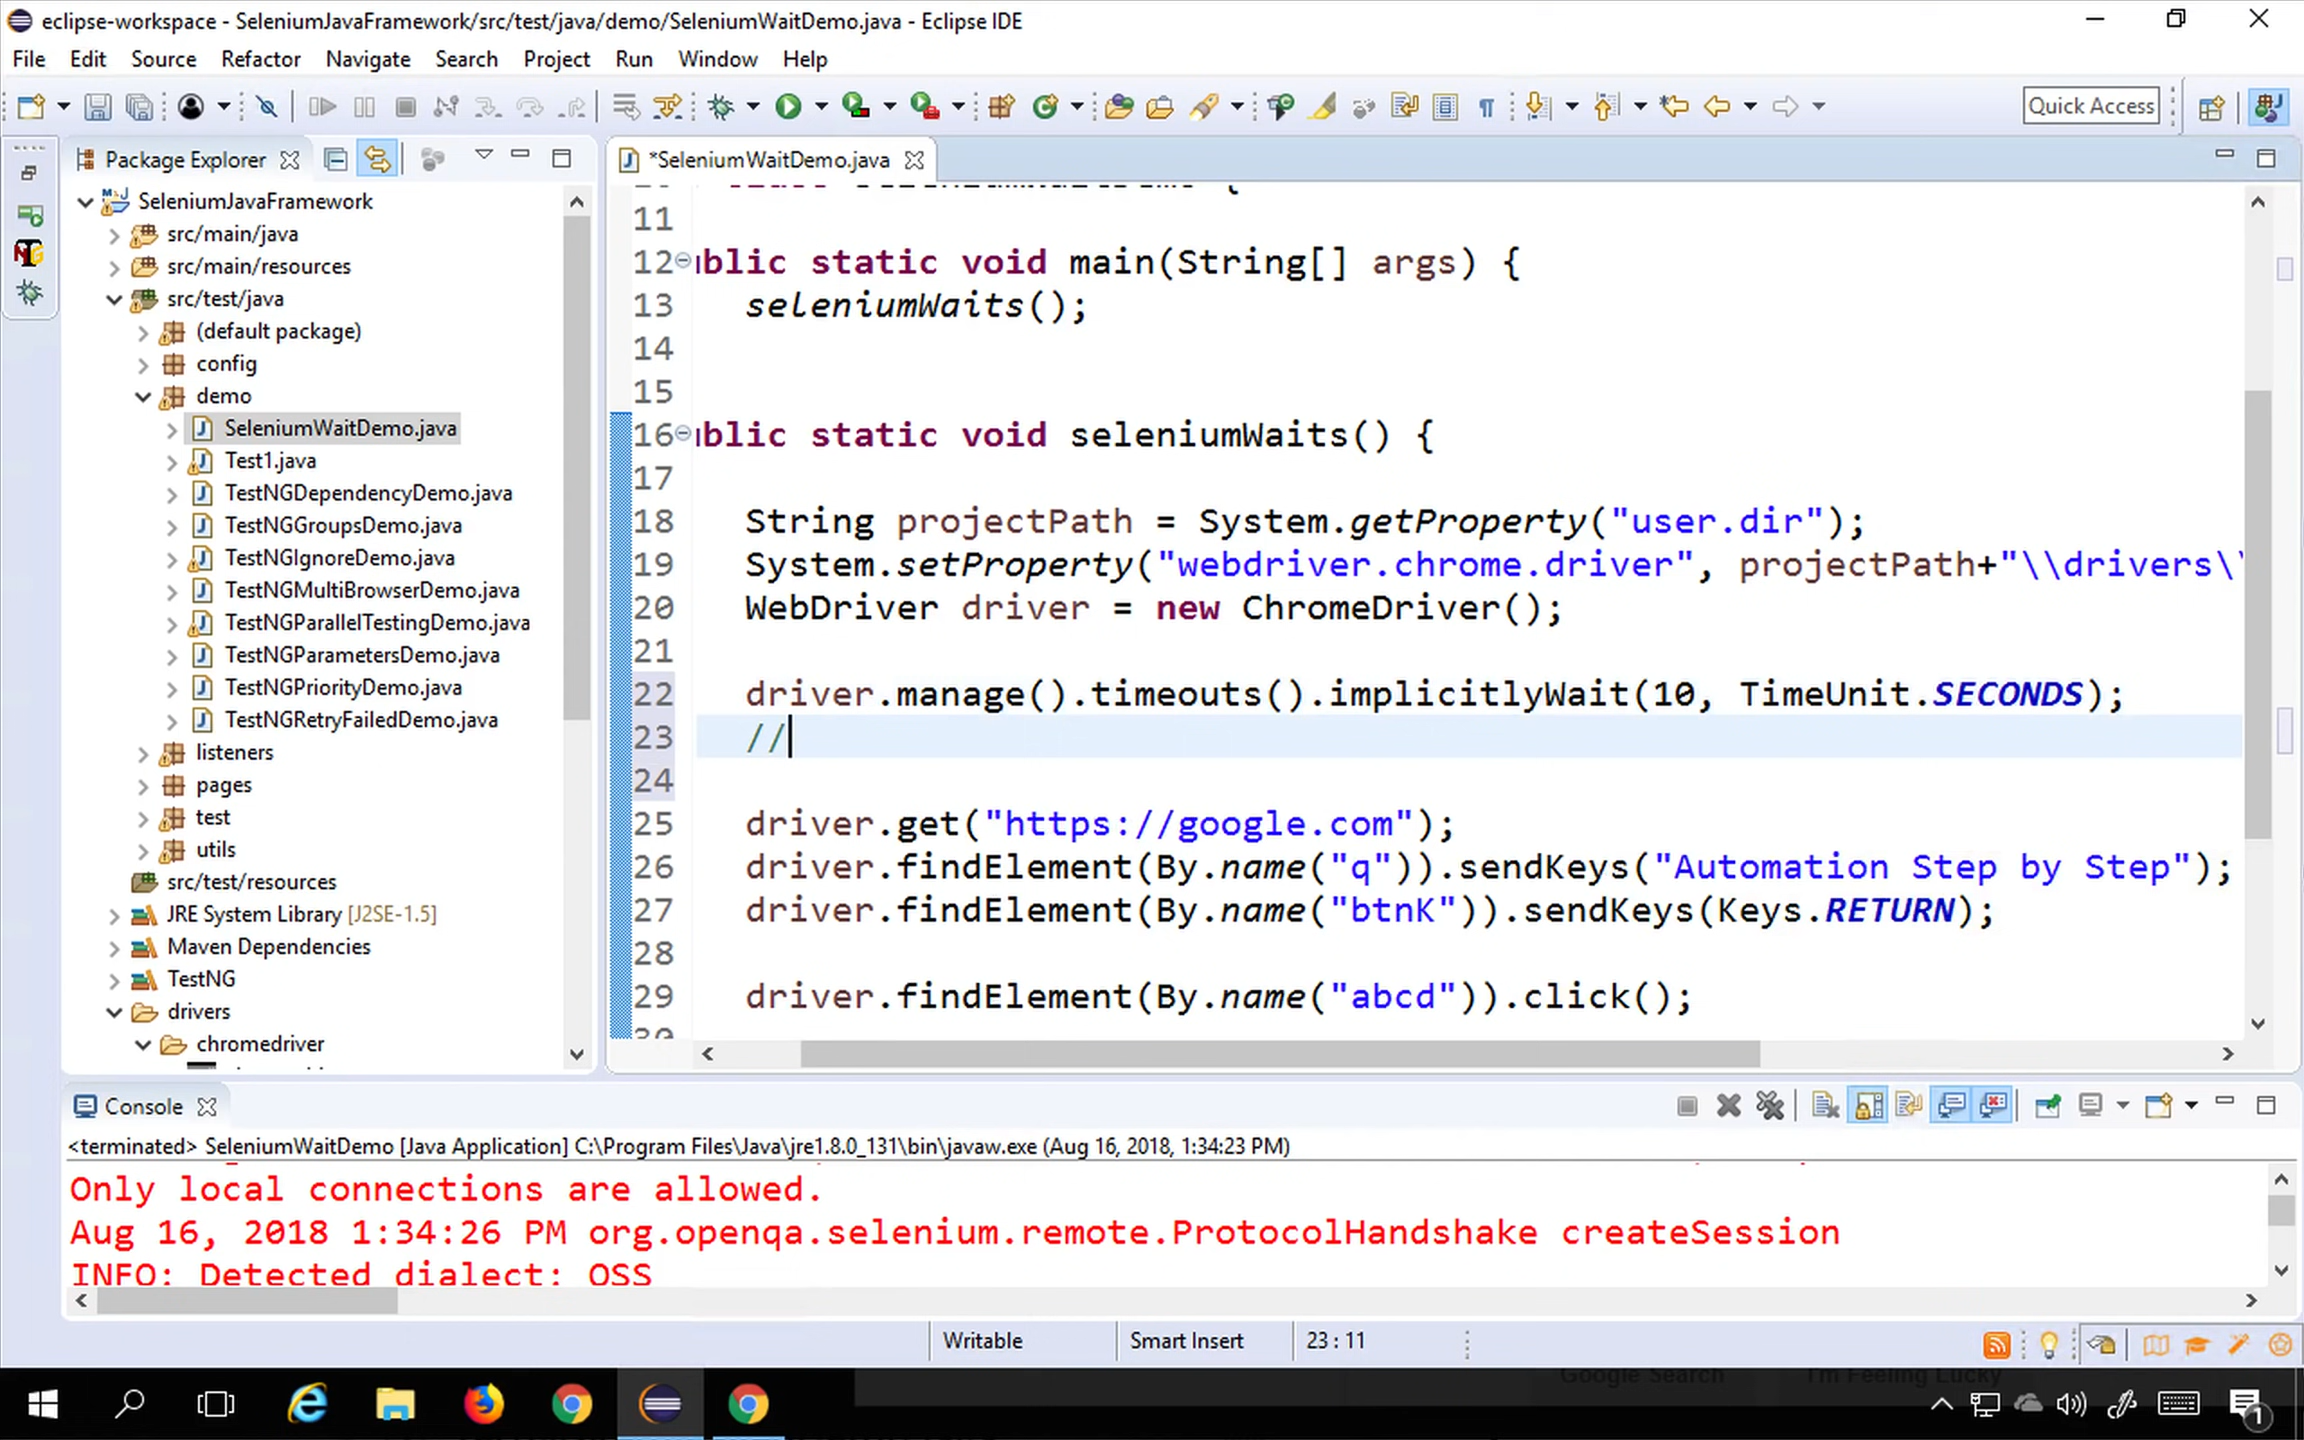 eclipse-workspace - SeleniumJavaFramework/src/test/java/demo/SeleniumWaitDemo.java - Eclipse IDE
File Edit Source Refactor Navigate Search Project Run Window Help
Quick Access
Package Explorer
SeleniumJavaFramework
src/main/java
src/main/resources
src/test/java
(default package)
config
demo
SeleniumWaitDemo.java
Test1.java
TestNGDependencyDemo.java
TestNGGroupsDemo.java
TestNGIgnoreDemo.java
TestNGMultiBrowserDemo.java
TestNGParallelTestingDemo.java
TestNGParametersDemo.java
TestNGPriorityDemo.java
TestNGRetryFailedDemo.java
listeners
pages
test
utils
src/test/resources
JRE System Library [J2SE-1.5]
Maven Dependencies
TestNG
drivers
chromedriver
*SeleniumWaitDemo.java
11
12 ublic static void main(String[] args) {
13 seleniumWaits();
14
15
16 ublic static void seleniumWaits() {
17
18 String projectPath = System.getProperty("user.dir");
19 System.setProperty("webdriver.chrome.driver", projectPath+"\\drivers\
20 WebDriver driver = new ChromeDriver();
21
22 driver.manage().timeouts().implicitlyWait(10, TimeUnit.SECONDS);
23 //
24
25 driver.get("https://google.com");
26 driver.findElement(By.name("q")).sendKeys("Automation Step by Step");
27 driver.findElement(By.name("btnK")).sendKeys(Keys.RETURN);
28
29 driver.findElement(By.name("abcd")).click();
30
Console
<terminated> SeleniumWaitDemo [Java Application] C:\Program Files\Java\jre1.8.0_131\bin\javaw.exe (Aug 16, 2018, 1:34:23 PM)
Only local connections are allowed.
Aug 16, 2018 1:34:26 PM org.openqa.selenium.remote.ProtocolHandshake createSession
INFO: Detected dialect: OSS
Writable Smart Insert 23 : 11
Google Search I'm Feeling Lucky
1